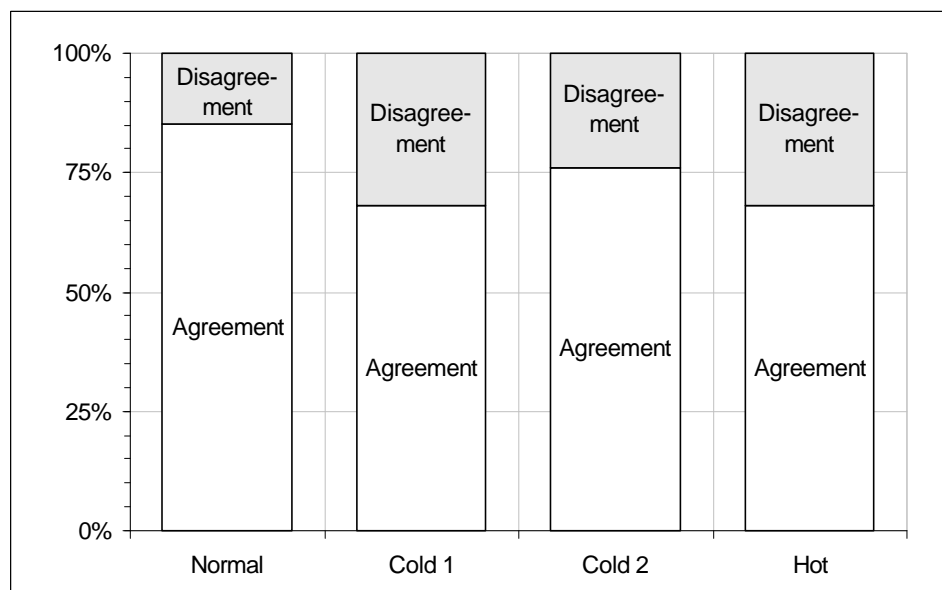 100%
Disagree-
ment
Disagree-
ment
Disagree-
ment
Disagree-
ment
75%
50%
Agreement
Agreement
Agreement
Agreement
25%
0%
Normal
Cold 1
Cold 2
Hot